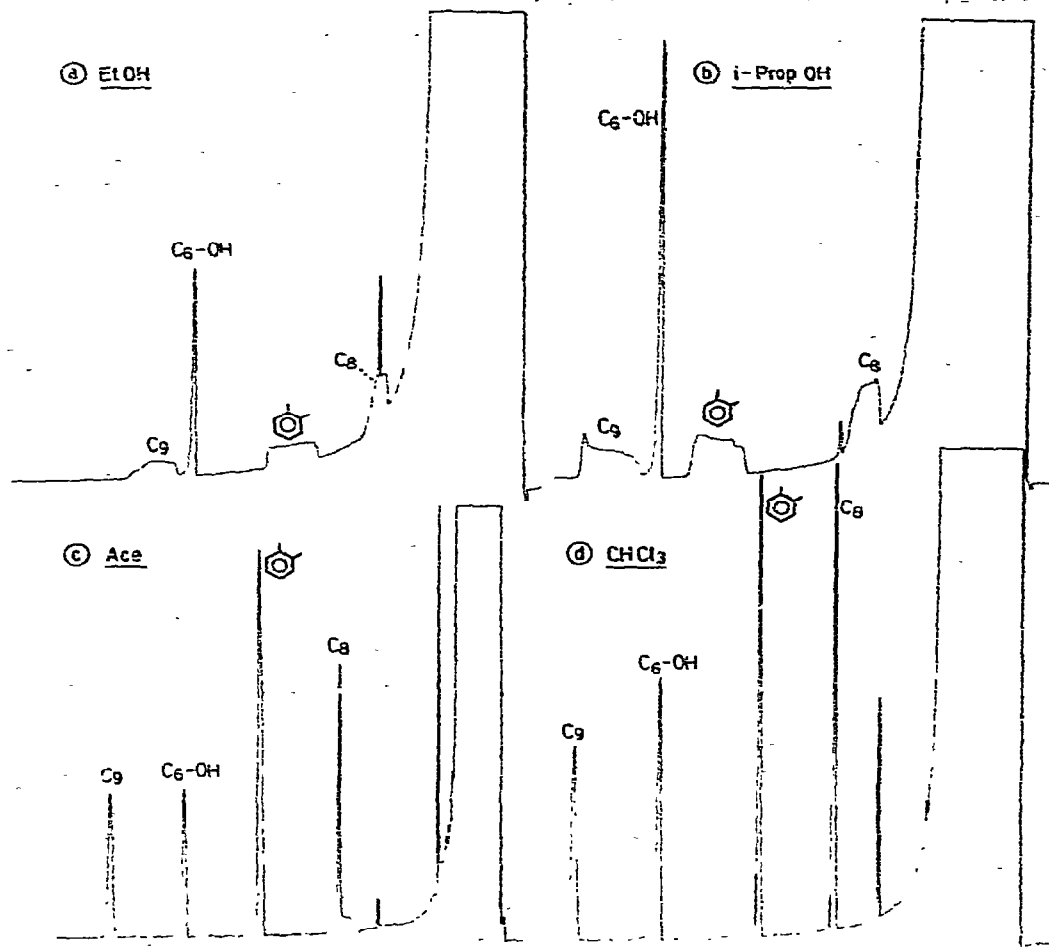 ⓐ EtOH
C₆-OH
C₉
C₈
ⓑ i-Prop OH
C₆-OH
C₉
C₈
ⓒ Ace
C₉
C₆-OH
C₈
ⓓ CHCl₃
C₉
C₆-OH
C₈